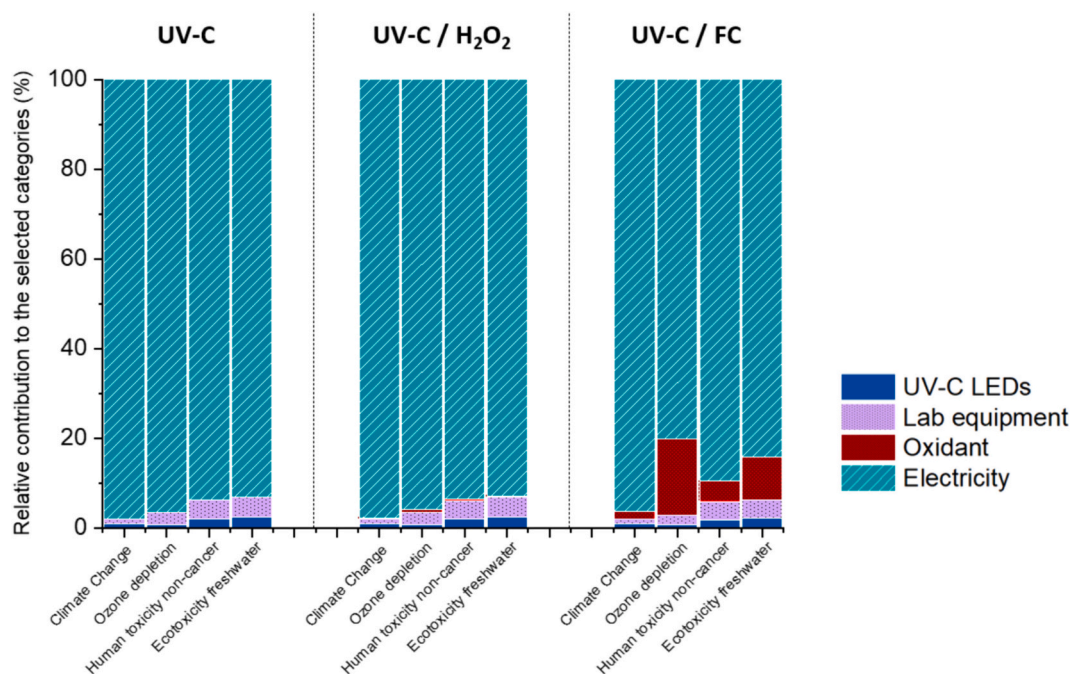 UV-C
UV-C / H₂O₂
UV-C / FC
Relative contribution to the selected categories (%)
100
80
60
40
20
0
Climate Change
Ozone depletion
Human toxicity non-cancer
Ecotoxicity freshwater
Climate Change
Ozone depletion
Human toxicity non-cancer
Ecotoxicity freshwater
Climate Change
Ozone depletion
Human toxicity non-cancer
Ecotoxicity freshwater
UV-C LEDs
Lab equipment
Oxidant
Electricity